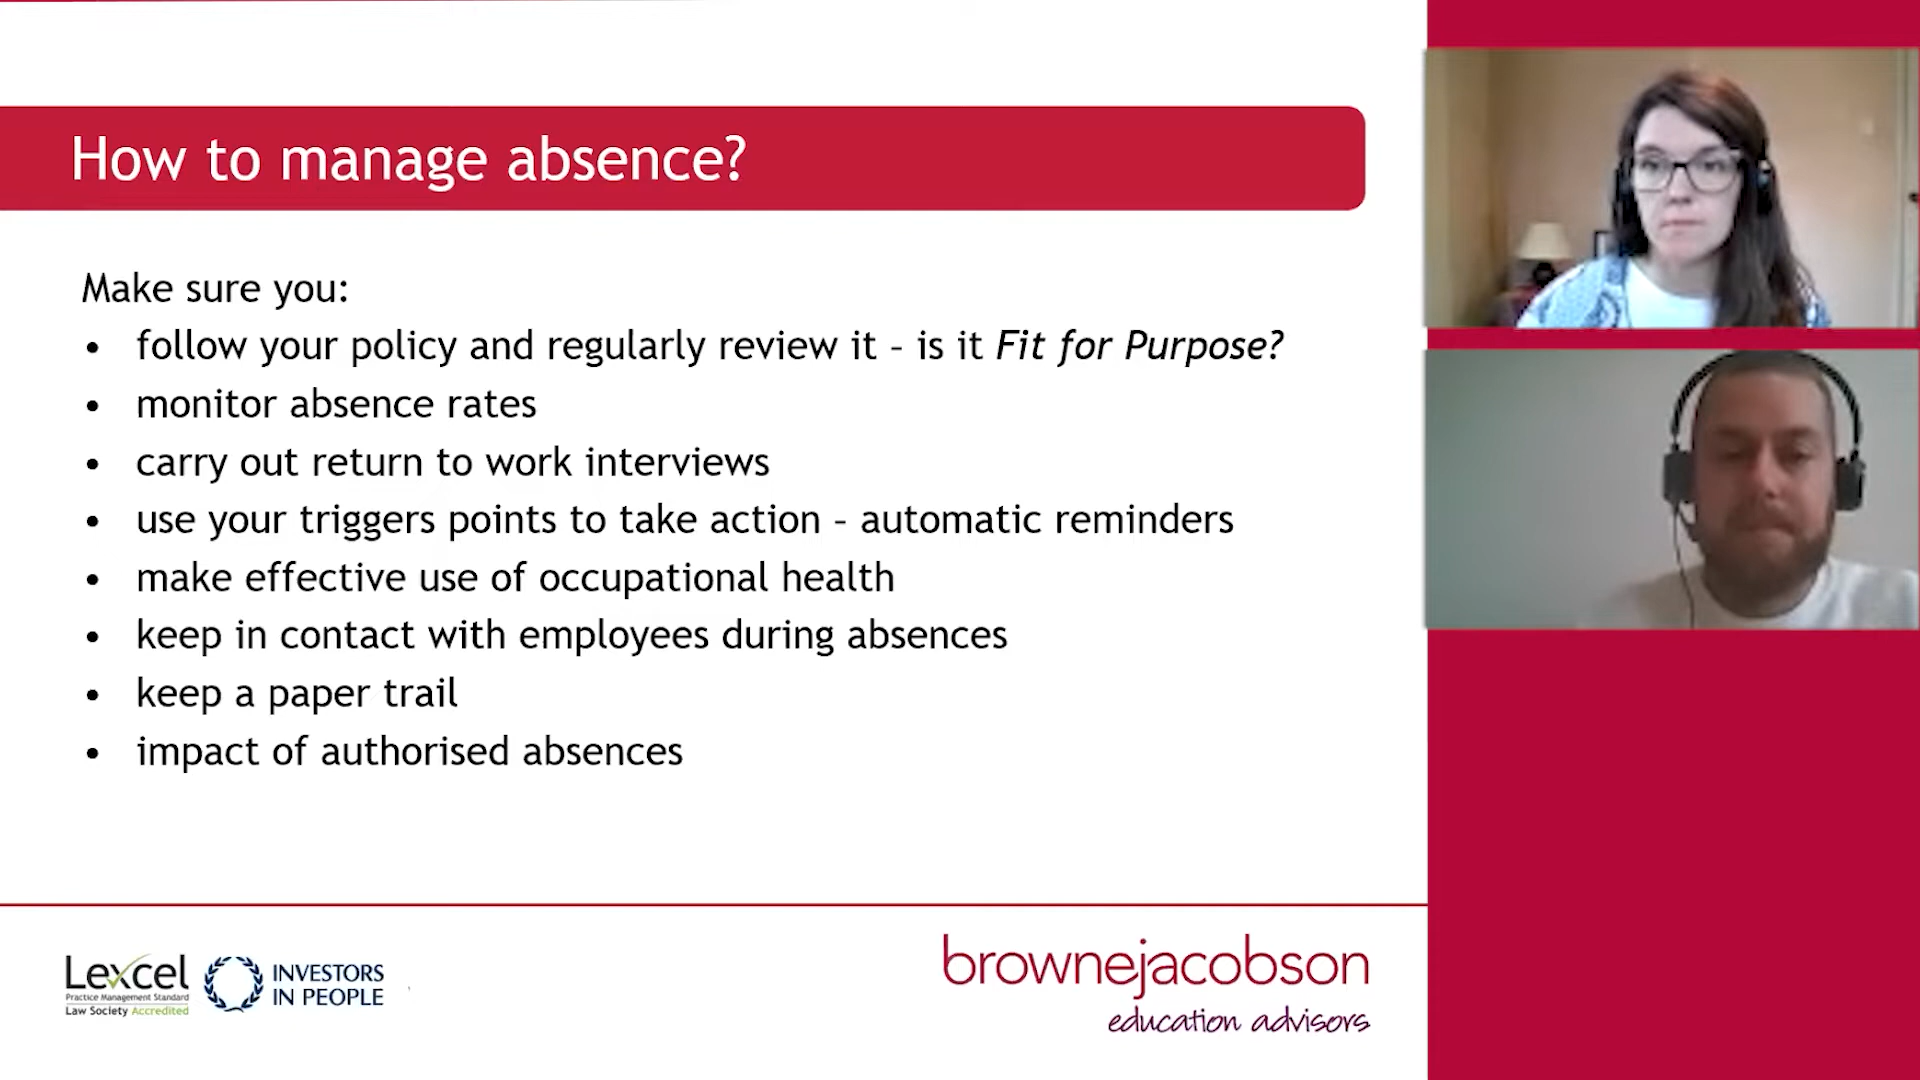 How to manage absence?
Make sure you:
• follow your policy and regularly review it – is it Fit for Purpose?
• monitor absence rates
• carry out return to work interviews
• use your triggers points to take action – automatic reminders
• make effective use of occupational health
• keep in contact with employees during absences
• keep a paper trail
• impact of authorised absences
Lexcel
Practice Management Standard
Law Society Accredited
INVESTORS
IN PEOPLE
brownejacobson
education advisors